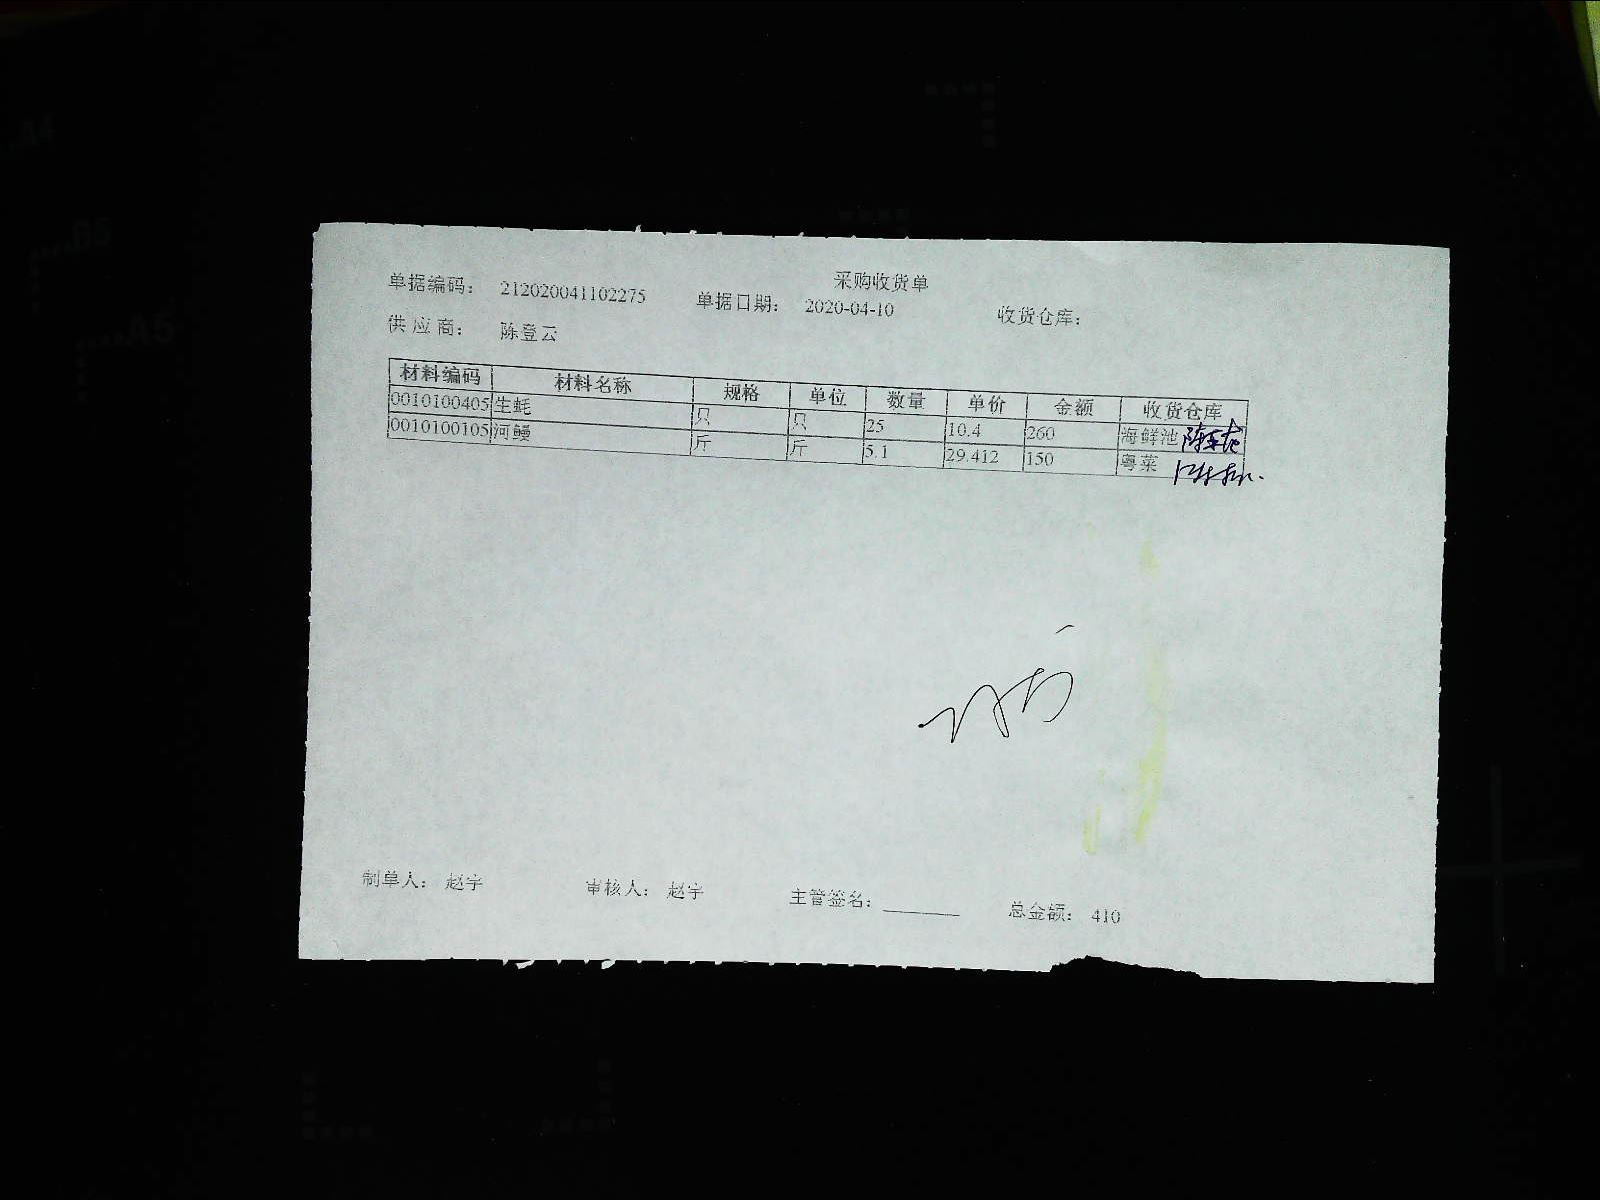 采购收货单
单据编码： 212020041102275 单据日期： 2020-04-10 收货仓库：
供应商： 陈登云
材料编码 材料名称 规格 单位 数量 单价 金额 收货仓库
0010100405 生蚝 只 只 25 10.4 260 海鲜池
0010100105 河鳗 斤 斤 5.1 29.412 150 粤菜
制单人： 赵宇 审核人： 赵宇 主管签名： 总金额： 410